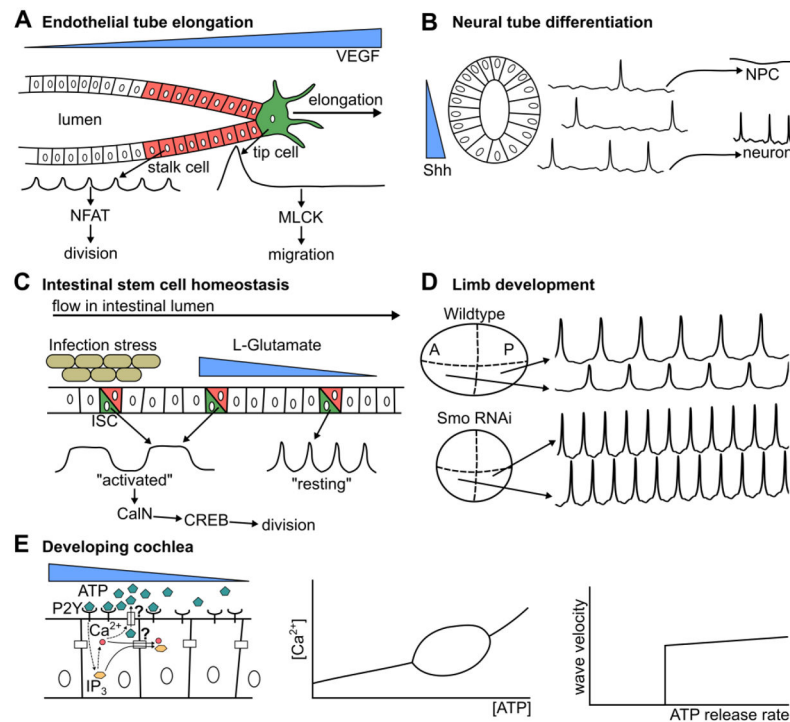 A Endothelial tube elongation
VEGF
lumen
elongation
stalk cell
tip cell
NFAT
division
MLCK
migration
B Neural tube differentiation
Shh
NPC
neuron
C Intestinal stem cell homeostasis
flow in intestinal lumen
Infection stress
L-Glutamate
ISC
"activated"
"resting"
CalN
CREB
division
D Limb development
Wildtype
A
P
Smo RNAi
E Developing cochlea
ATP
P2Y
?
Ca2+
?
IP3
[Ca2+]
[ATP]
wave velocity
ATP release rate